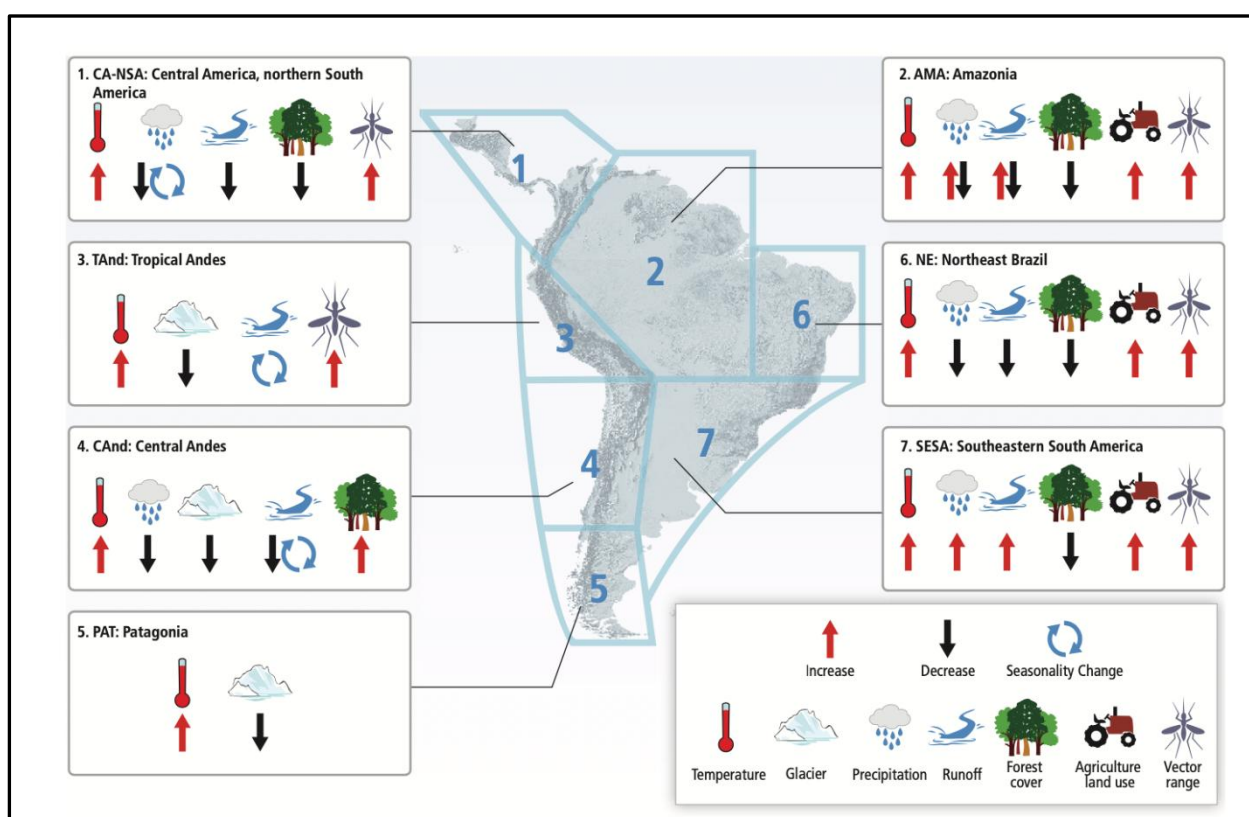 1. CA-NSA: Central America, northern South
America
2. AMA: Amazonia
3. TAnd: Tropical Andes
6. NE: Northeast Brazil
4. CAnd: Central Andes
7. SESA: Southeastern South America
5. PAT: Patagonia
1
2
3
6
4
7
5
Increase
Decrease
Seasonality Change
Temperature
Glacier
Precipitation
Runoff
Forest
cover
Agriculture
land use
Vector
range